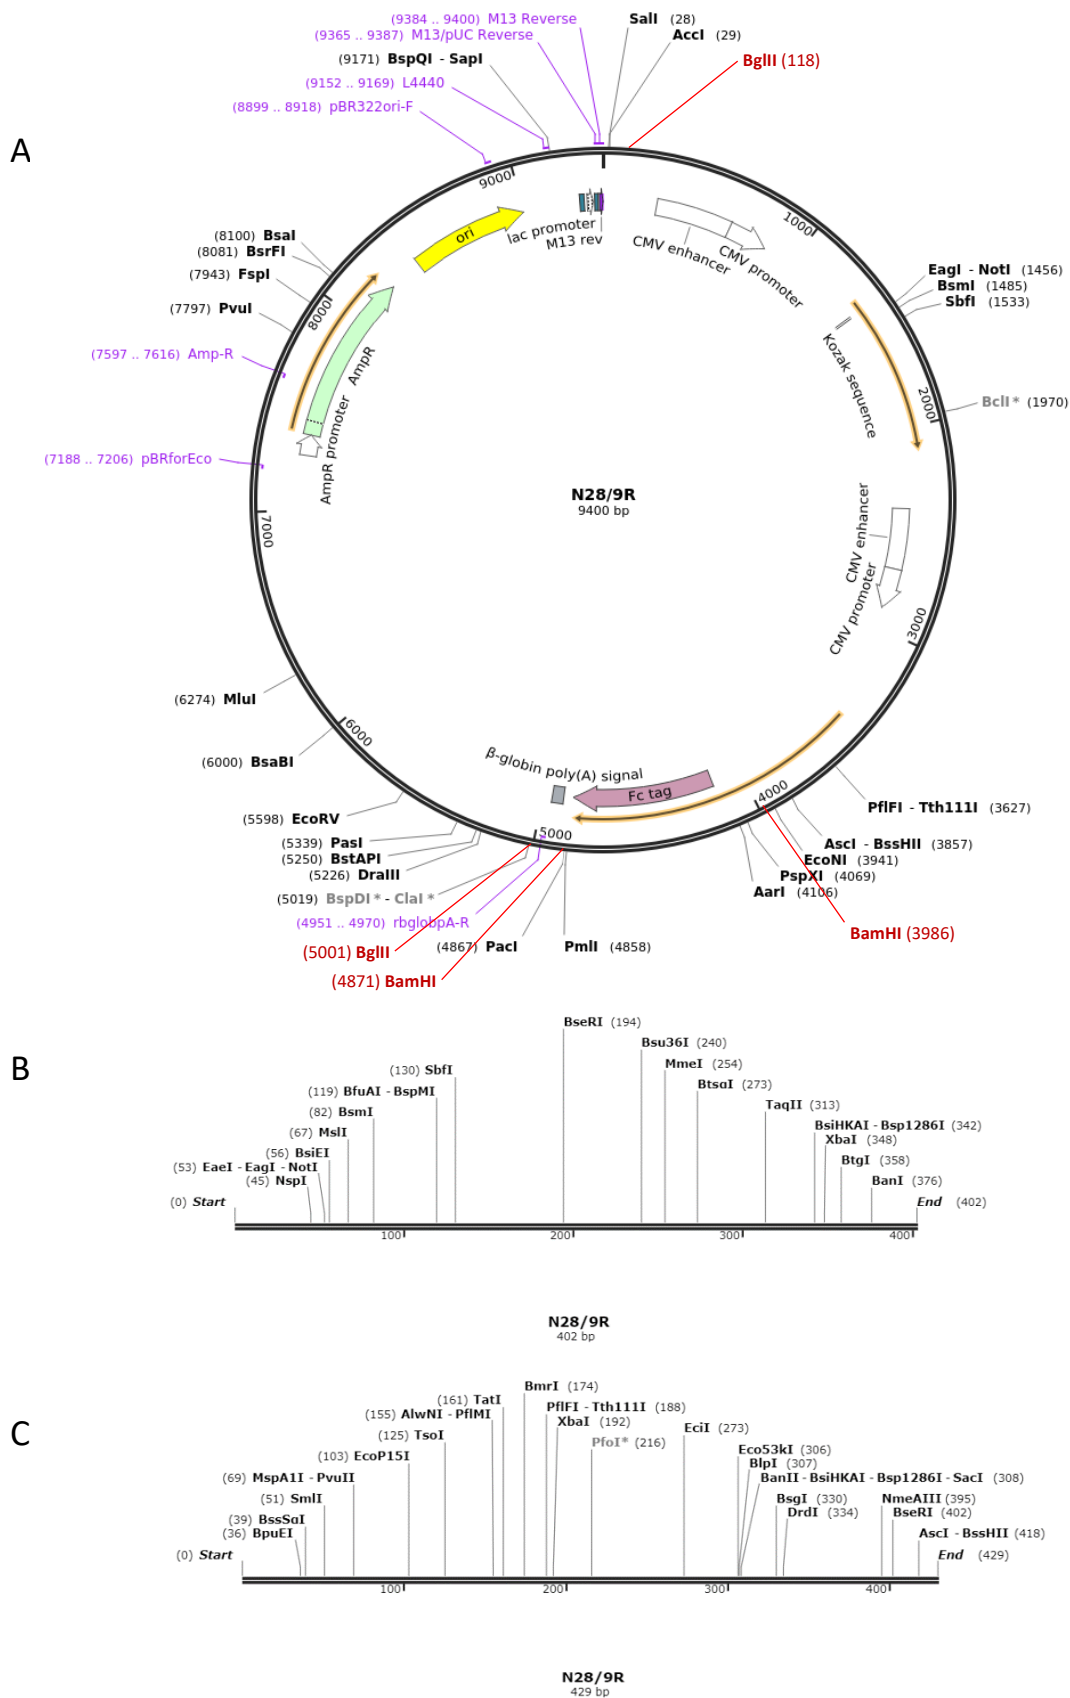 (9384 .. 9400) M13 Reverse
(9365 .. 9387) M13/pUC Reverse
(9171) BspQI - SapI
(9152 .. 9169) L4440
(8899 .. 8918) pBR322ori-F
SalI (28)
AccI (29)
BglII (118)
A
9000
1000
ori
lac promoter
M13 rev
CMV enhancer
CMV promoter
(8100) BsaI
(8081) BsrFI
(7943) FspI
(7797) PvuI
8000
(7597 .. 7616) Amp-R
AmpR
AmpR promoter
(7188 .. 7206) pBRforEco
7000
EagI - NotI (1456)
BsmI (1485)
SbfI (1533)
Kozak sequence
2000
BclI* (1970)
N28/9R
9400 bp
CMV enhancer
CMV promoter
3000
(6274) MluI
6000
(6000) BsaBI
β-globin poly(A) signal
Fc tag
4000
5000
PflFI - Tth111I (3627)
AscI - BssHII (3857)
EcoNI (3941)
PspXI (4069)
AarI (4106)
BamHI (3986)
(5598) EcoRV
(5339) PasI
(5250) BstAPI
(5226) DraIII
(5019) BspDI* - ClaI*
(4951 .. 4970) rbglobpA-R
(5001) BglII
(4871) BamHI
(4867) PacI
PmlI (4858)
B
BseRI (194)
Bsu36I (240)
MmeI (254)
BtsαI (273)
TaqII (313)
BsiHKAI - Bsp1286I (342)
XbaI (348)
BtgI (358)
BanI (376)
End (402)
(130) SbfI
(119) BfuAI - BspMI
(82) BsmI
(67) MslI
(56) BsiEI
(53) EaeI - EagI - NotI
(45) NspI
(0) Start
100
200
300
400
N28/9R
402 bp
C
BmrI (174)
(161) TatI
(155) AlwNI - PflMI
(125) TsoI
(103) EcoP15I
(69) MspA1I - PvuII
(51) SmlI
(39) BssSαI
(36) BpuEI
(0) Start
PflFI - Tth111I (188)
XbaI (192)
PfoI* (216)
EciI (273)
Eco53kI (306)
BlpI (307)
BanII - BsiHKAI - Bsp1286I - SacI (308)
BsgI (330)
DrdI (334)
NmeAIII (395)
BseRI (402)
AscI - BssHII (418)
End (429)
100
200
300
400
N28/9R
429 bp